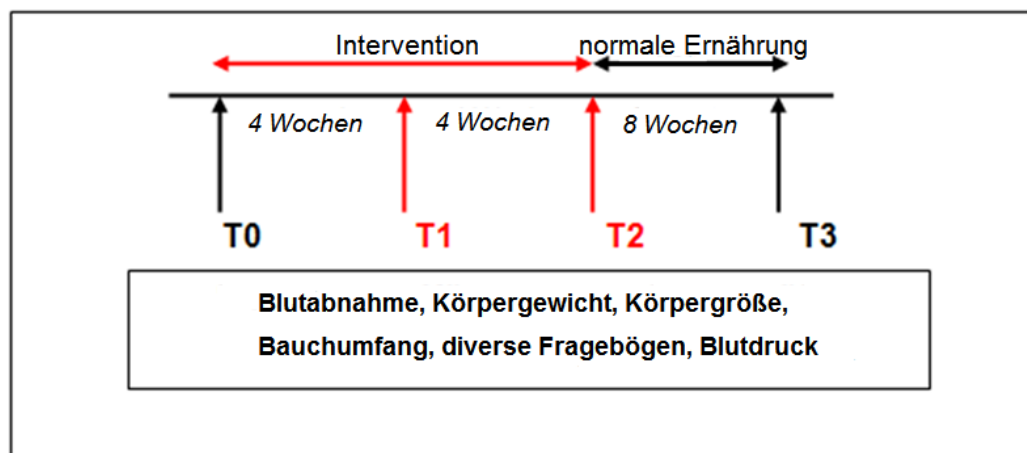 Intervention normale Ernährung
4 Wochen 4 Wochen 8 Wochen
T0 T1 T2 T3
Blutabnahme, Körpergewicht, Körpergröße,
Bauchumfang, diverse Fragebögen, Blutdruck